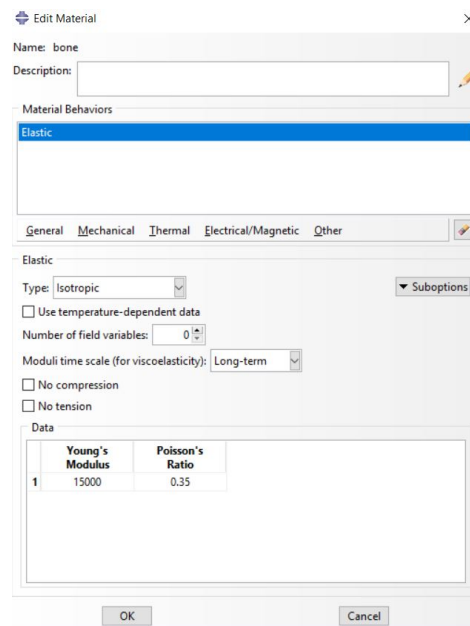 Edit Material
Name: bone
Description:
Material Behaviors
Elastic
General Mechanical Thermal Electrical/Magnetic Other
Elastic
Type: Isotropic
Suboptions
Use temperature-dependent data
Number of field variables: 0
Moduli time scale (for viscoelasticity): Long-term
No compression
No tension
Data
Young's Modulus Poisson's Ratio
1 15000 0.35
OK Cancel